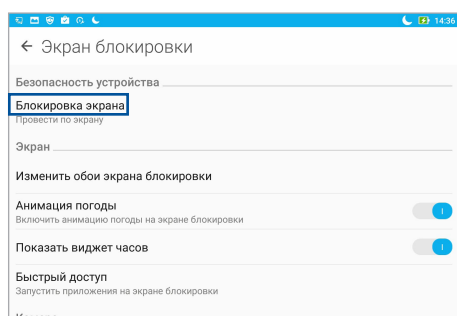 14:36
Экран блокировки
Безопасность устройства
Блокировка экрана
Провести по экрану
Экран
Изменить обои экрана блокировки
Анимация погоды
Включить анимацию погоды на экране блокировки
Показать виджет часов
Быстрый доступ
Запустить приложения на экране блокировки